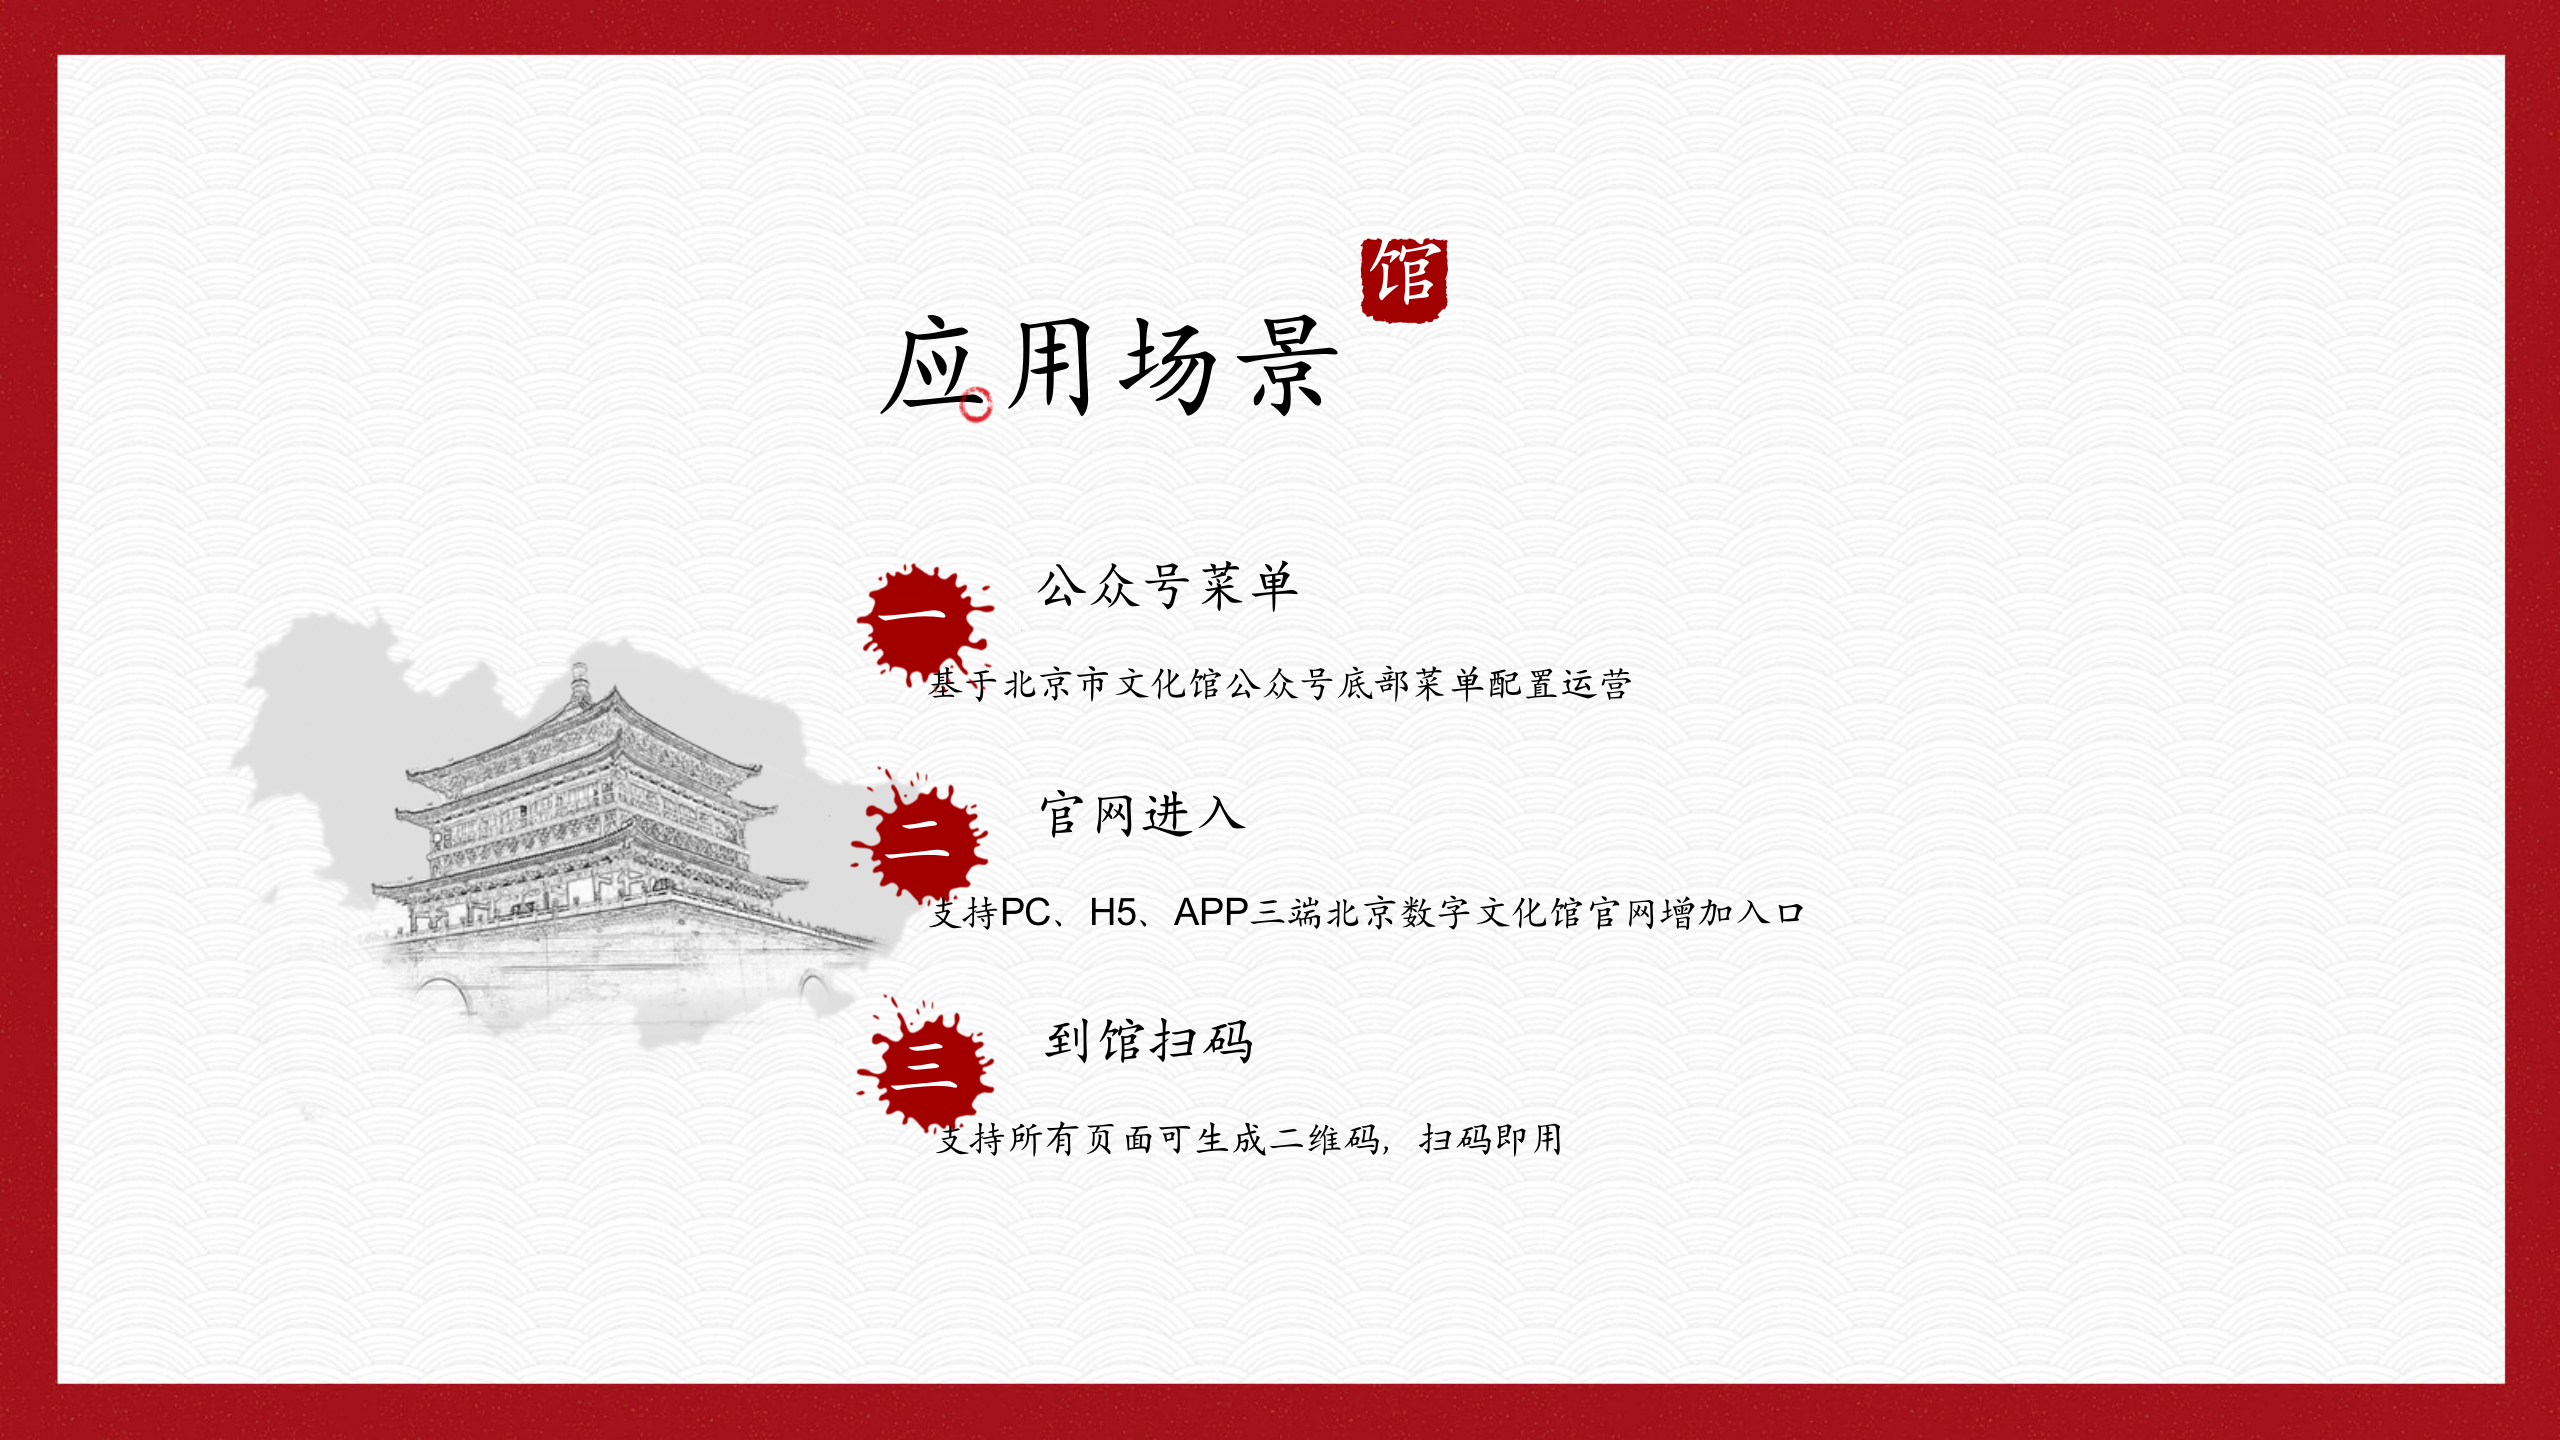 馆
应用场景
一
公众号菜单
基于北京市文化馆公众号底部菜单配置运营
二
官网进入
支持PC、H5、APP三端北京数字文化馆官网增加入口
三
到馆扫码
支持所有页面可生成二维码，扫码即用